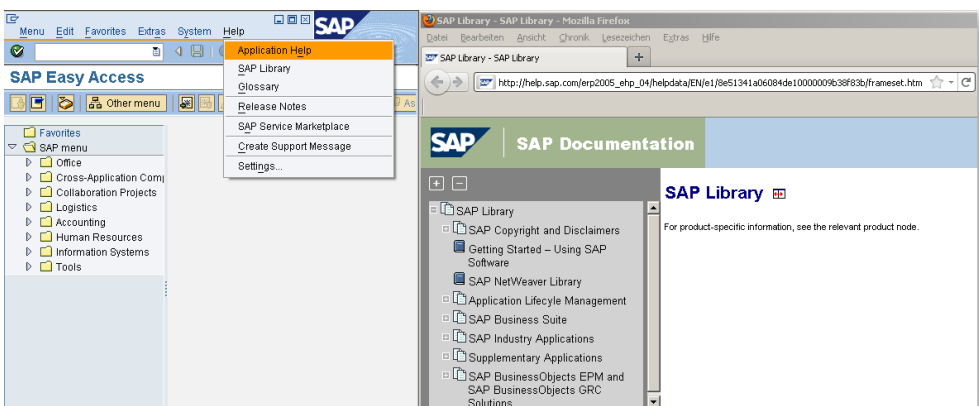 Menu Edit Favorites Extras System Help
SAP
SAP Easy Access
Other menu
As
Application Help
SAP Library
Glossary
Release Notes
SAP Service Marketplace
Create Support Message
Settings...
Favorites
SAP menu
Office
Cross-Application Com
Collaboration Projects
Logistics
Accounting
Human Resources
Information Systems
Tools
SAP Library - SAP Library - Mozilla Firefox
Datei Bearbeiten Ansicht Chronik Lesezeichen Extras Hilfe
SAP Library - SAP Library
http://help.sap.com/erp2005_ehp_04/helpdata/EN/e1/8e51341a06084de10000009b38f83b/frameset.htm
SAP SAP Documentation
SAP Library
SAP Copyright and Disclaimers
Getting Started – Using SAP
Software
SAP NetWeaver Library
Application Lifecyle Management
SAP Business Suite
SAP Industry Applications
Supplementary Applications
SAP BusinessObjects EPM and
SAP BusinessObjects GRC
Solutions
SAP Library
For product-specific information, see the relevant product node.